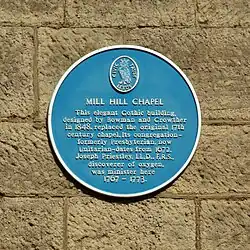 MILL HILL CHAPEL
This elegant Gothic building,
designed by Bowman and Crowther
in 1848, replaced the original 17th
century chapel. Its congregation-
formerly Presbyterian, now
Unitarian-dates from 1672.
Joseph Priestley, LL.D., F.R.S.,
discoverer of oxygen,
was minister here
1767 - 1773.